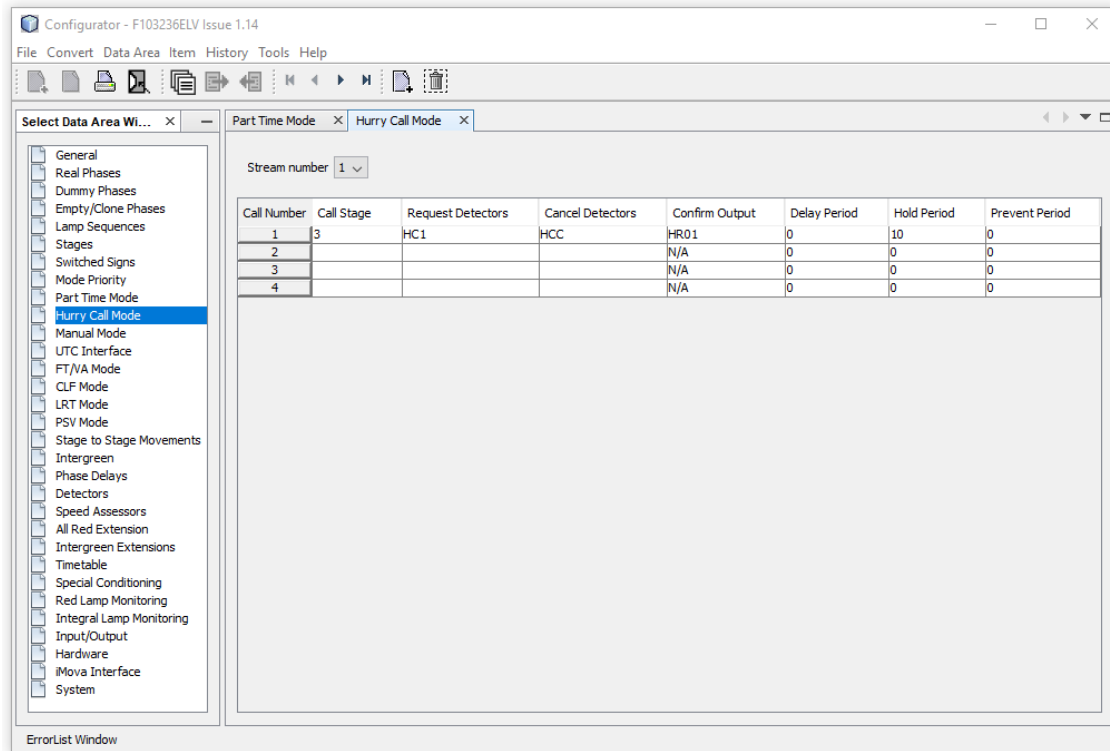 Configurator - F103236ELV Issue 1.14
File Convert Data Area Item History Tools Help
Select Data Area Wi...
Part Time Mode Hurry Call Mode
General
Real Phases
Dummy Phases
Empty/Clone Phases
Lamp Sequences
Stages
Switched Signs
Mode Priority
Part Time Mode
Hurry Call Mode
Manual Mode
UTC Interface
FT/VA Mode
CLF Mode
LRT Mode
PSV Mode
Stage to Stage Movements
Intergreen
Phase Delays
Detectors
Speed Assessors
All Red Extension
Intergreen Extensions
Timetable
Special Conditioning
Red Lamp Monitoring
Integral Lamp Monitoring
Input/Output
Hardware
iMova Interface
System
Stream number 1
Call Number Call Stage Request Detectors Cancel Detectors Confirm Output Delay Period Hold Period Prevent Period
1 3 HC1 HCC HR01 0 10 0
2 N/A 0 0 0
3 N/A 0 0 0
4 N/A 0 0 0
ErrorList Window